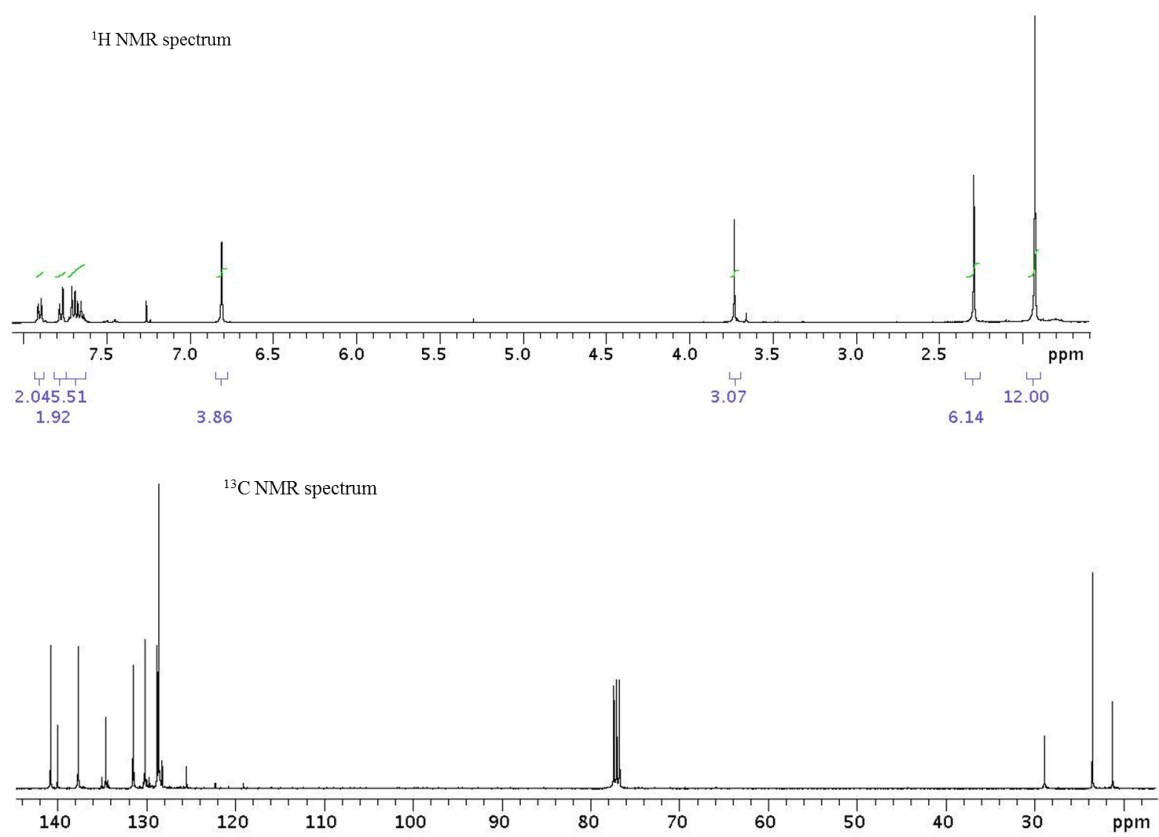 ¹H NMR spectrum
7.5 7.0 6.5 6.0 5.5 5.0 4.5 4.0 3.5 3.0 2.5 ppm
2.045.51 3.07 12.00
1.92 3.86 6.14
¹³C NMR spectrum
140 130 120 110 100 90 80 70 60 50 40 30 ppm